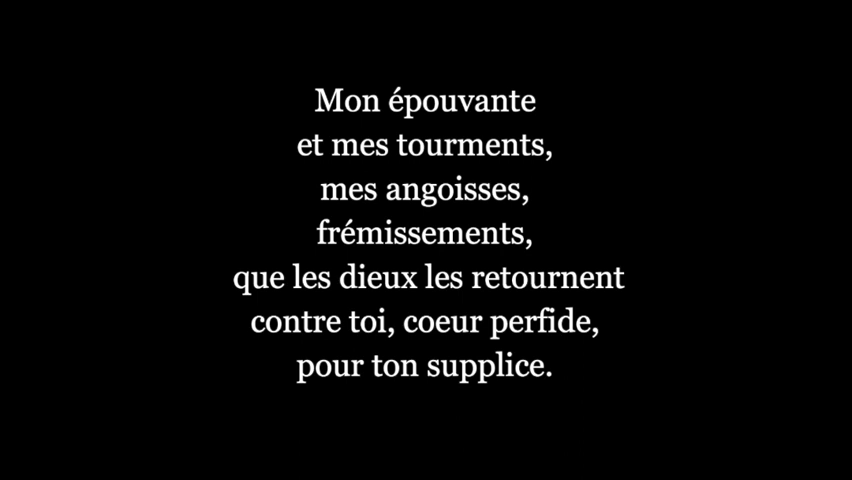 Mon épouvante
et mes tourments,
mes angoisses,
frémissements,
que les dieux les retournent
contre toi, coeur perfide,
pour ton supplice.